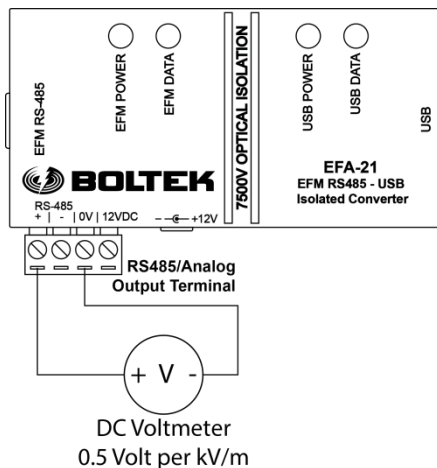 EFM RS-485
EFM POWER
EFM DATA
7500V OPTICAL ISOLATION
USB POWER
USB DATA
USB
BOLTEK
EFA-21
EFM RS485 - USB
Isolated Converter
RS-485
+ | - |0V| 12VDC
- +12V
RS485/Analog
Output Terminal
+ V -
DC Voltmeter
0.5 Volt per kV/m